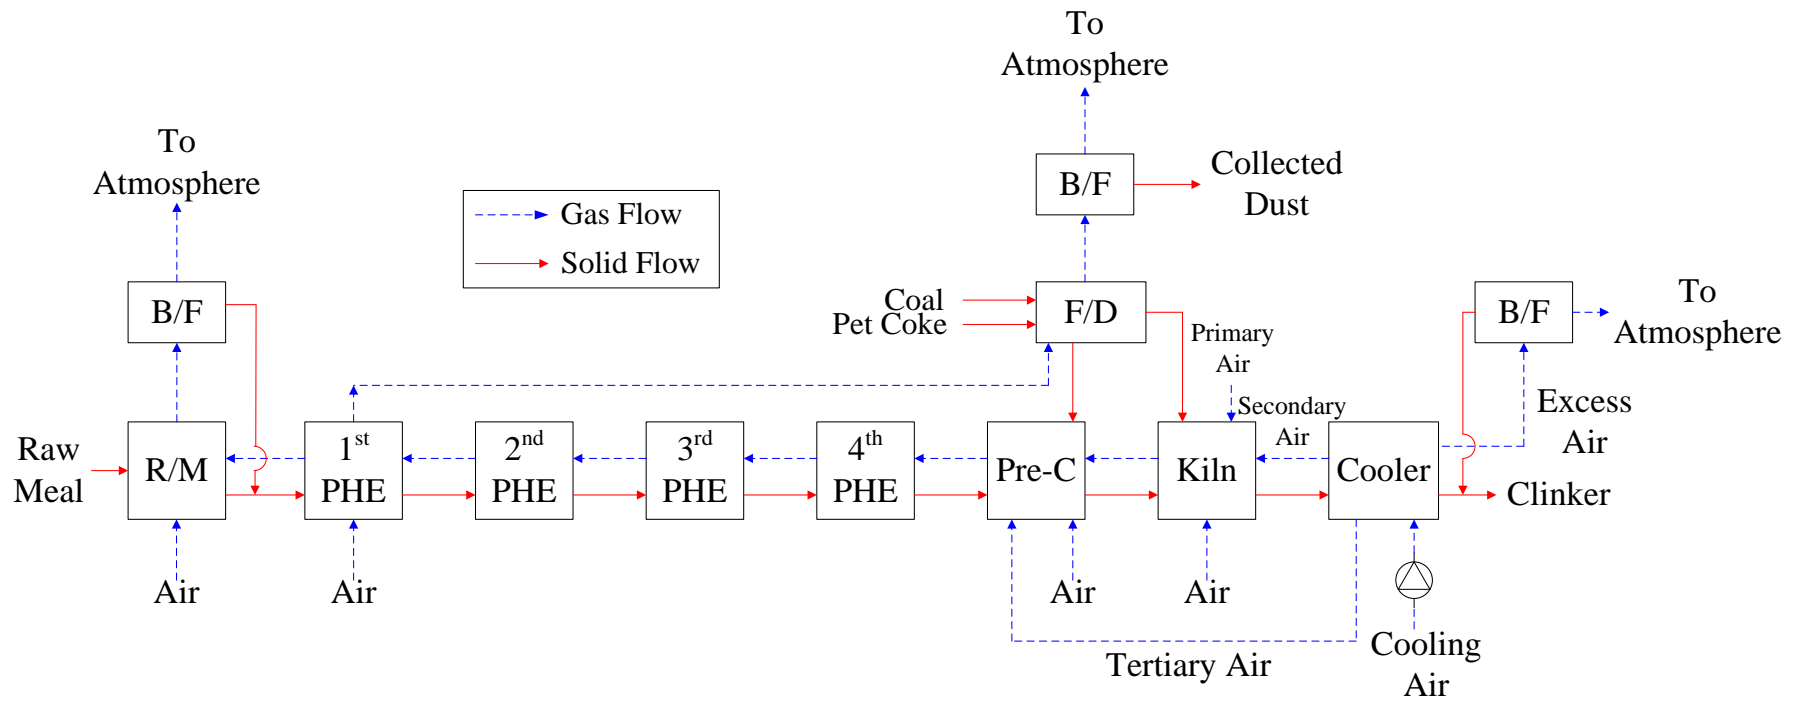 To
Atmosphere
To
Atmosphere
B/F
Collected
Dust
Gas Flow
Solid Flow
B/F
Coal
Pet Coke
F/D
Primary
Air
B/F
To
Atmosphere
Raw
Meal
R/M
1st
PHE
2nd
PHE
3rd
PHE
4th
PHE
Pre-C
Kiln
Secondary
Air
Cooler
Excess
Air
Clinker
Air
Air
Air
Air
Tertiary Air
Cooling
Air